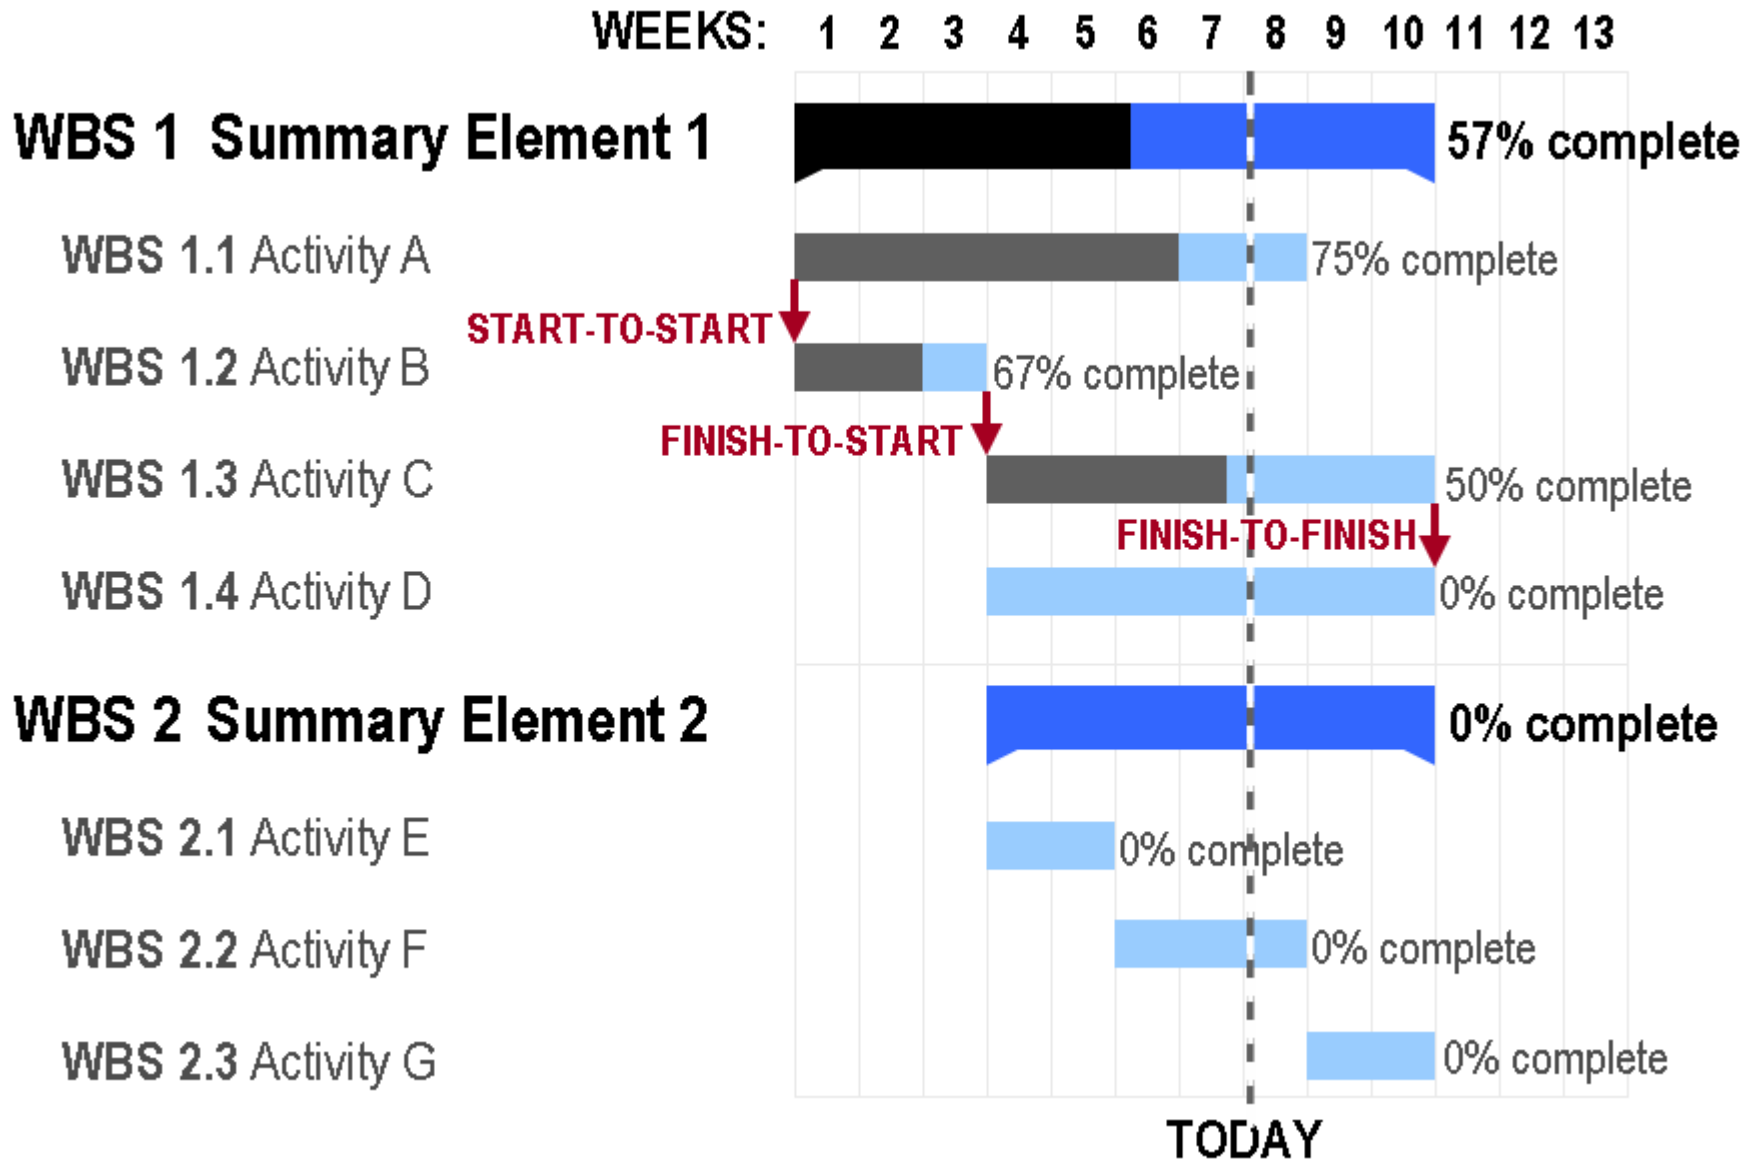 WEEKS: 1 2 3 4 5 6 7 8 9 10 11 12 13
WBS 1 Summary Element 1 57% complete
WBS 1.1 Activity A 75% complete
START-TO-START
WBS 1.2 Activity B 67% complete
FINISH-TO-START
WBS 1.3 Activity C 50% complete
FINISH-TO-FINISH
WBS 1.4 Activity D 0% complete
WBS 2 Summary Element 2 0% complete
WBS 2.1 Activity E 0% complete
WBS 2.2 Activity F 0% complete
WBS 2.3 Activity G 0% complete
TODAY